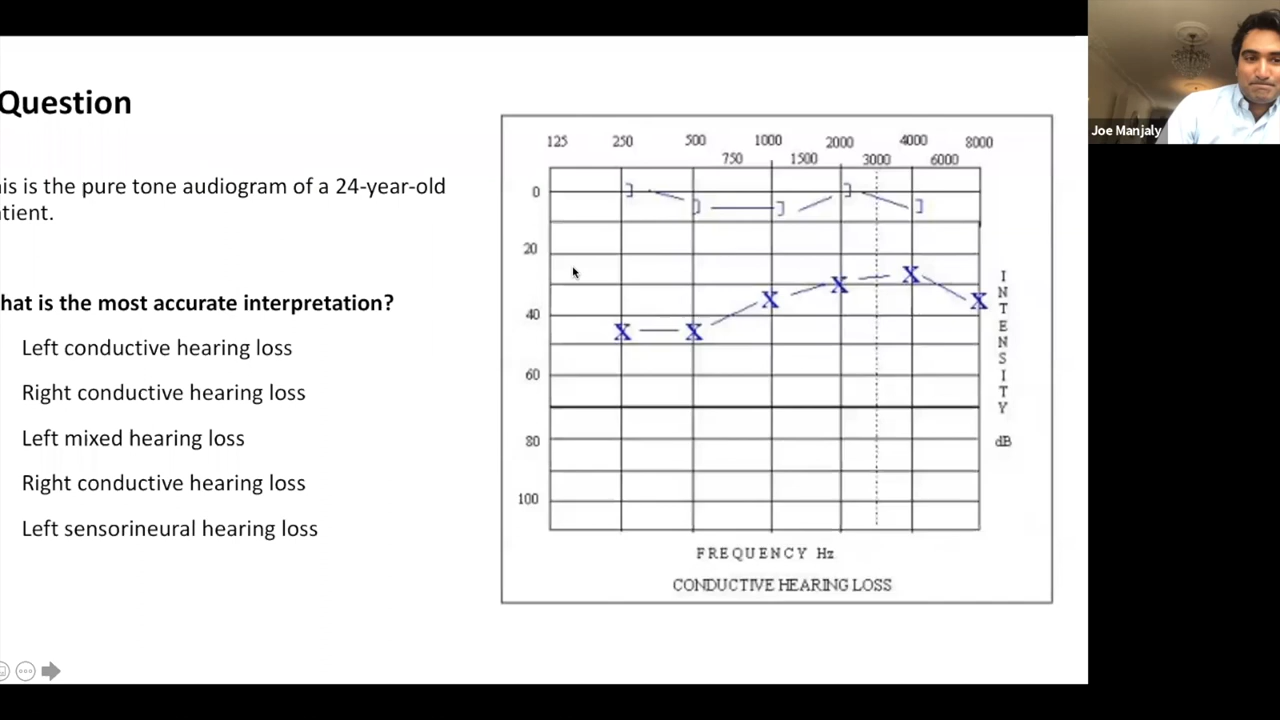 Question
is is the pure tone audiogram of a 24-year-old
tient.
hat is the most accurate interpretation?
Left conductive hearing loss
Right conductive hearing loss
Left mixed hearing loss
Right conductive hearing loss
Left sensorineural hearing loss
125 250 500 1000 2000 4000 8000
750 1500 3000 6000
0
20
40
60
80
100
INTENSITY
dB
FREQUENCY Hz
CONDUCTIVE HEARING LOSS
Joe Manjaly